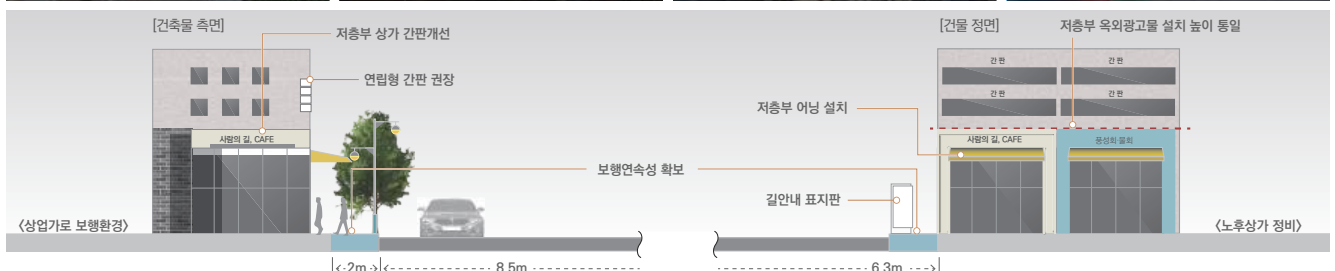 [건축물 측면]
저층부 상가 간판개선
연립형 간판 권장
사람의 길, CAFE
보행연속성 확보
<상업가로 보행환경>
2m
8.5m
[건물 정면]
저층부 옥외광고물 설치 높이 통일
간 판
간 판
간 판
간 판
저층부 어닝 설치
사람의 길, CAFE
길안내 표지판
<노후상가 정비>
6.3m